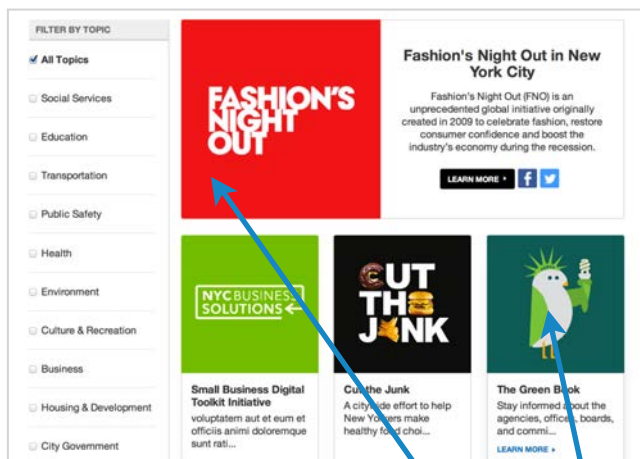 FILTER BY TOPIC
All Topics
Social Services
Education
Transportation
Public Safety
Health
Environment
Culture & Recreation
Business
Housing & Development
City Government
FASHION'S
NIGHT
OUT
Fashion's Night Out in New
York City
Fashion's Night Out (FNO) is an
unprecedented global initiative originally
created in 2009 to celebrate fashion, restore
consumer confidence and boost the
industry's economy during the recession.
LEARN MORE
NYC BUSINESS
SOLUTIONS
Small Business Digital
Toolkit Initiative
voluptatem aut et eum et
officiis animi doloremque
sunt rati...
CUT
THE
JUNK
Cut the Junk
A citywide effort to help
New Yorkers make
healthy food choi...
The Green Book
Stay informed about the
agencies, offices, boards,
and commi...
LEARN MORE